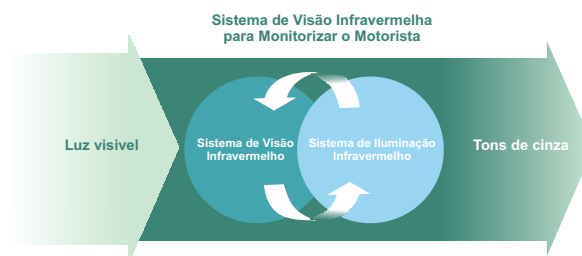 Sistema de Visão Infravermelha
para Monitorizar o Motorista
Luz visivel
Sistema de Visão
Infravermelho
Sistema de Iluminação
Infravermelho
Tons de cinza